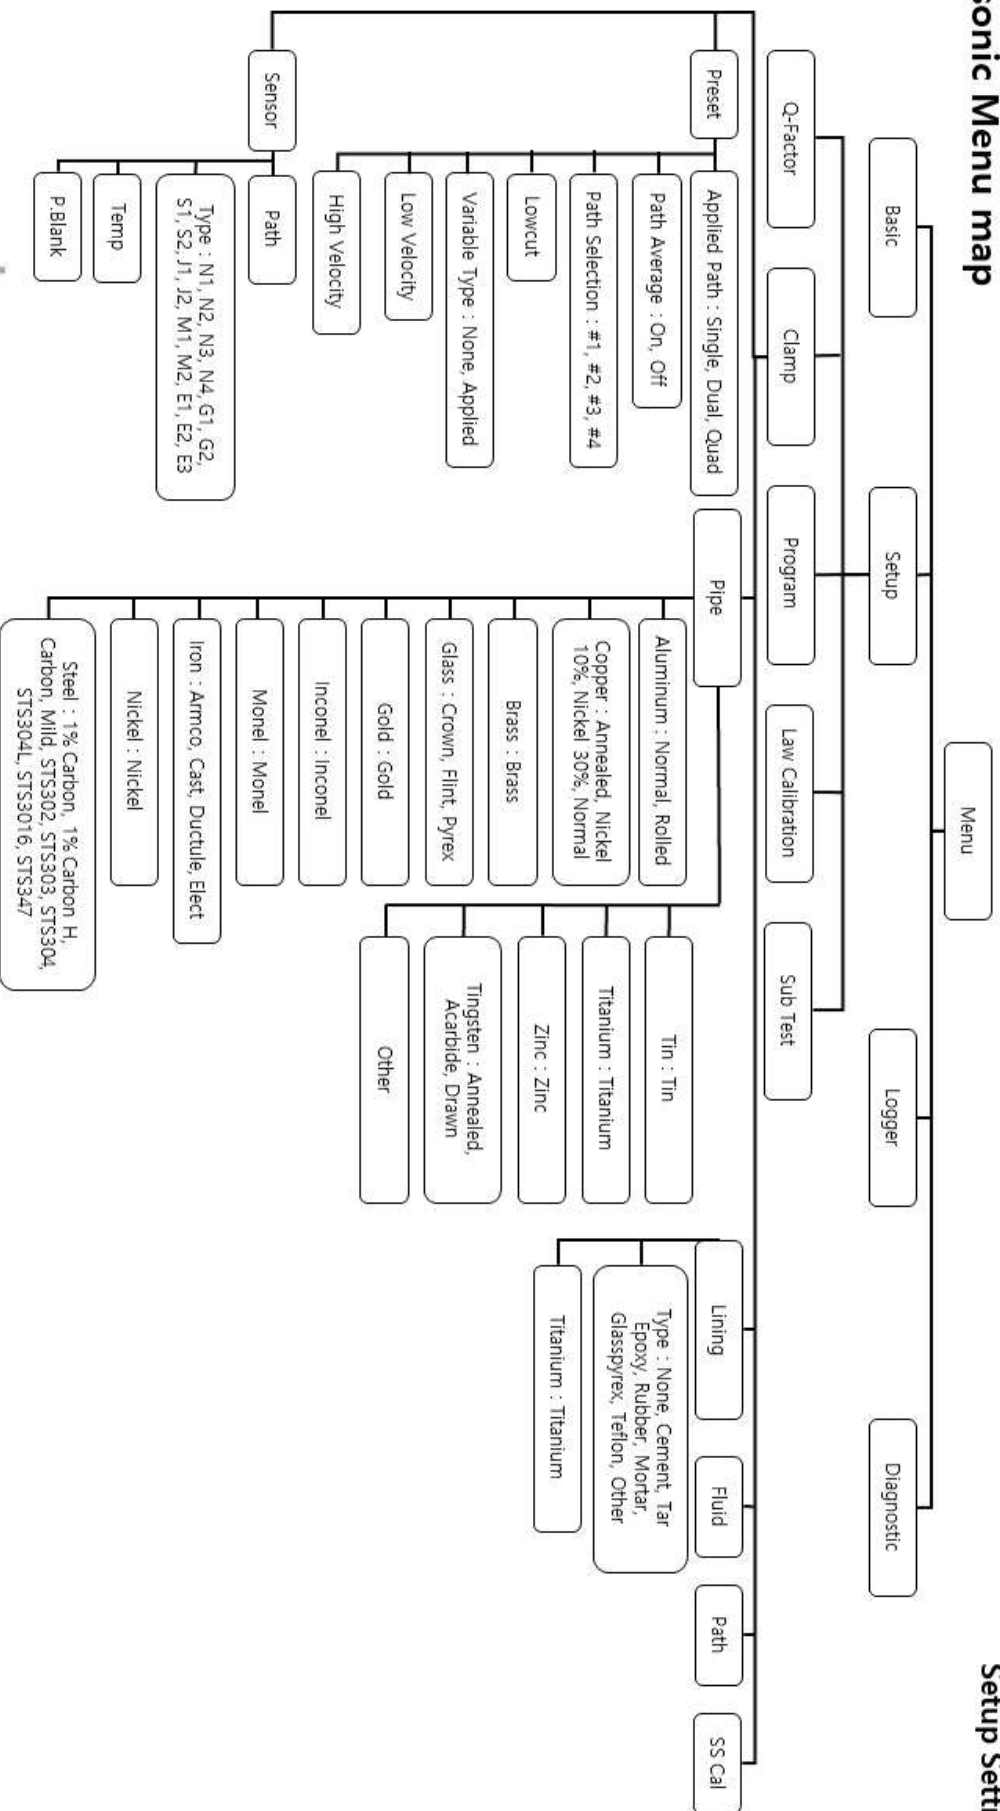 sonic Menu map
Setup Setti
Menu
Basic
Setup
Logger
Diagnostic
Q-Factor
Clamp
Program
Law Calibration
Sub Test
Preset
Applied Path : Single, Dual, Quad
Path Average : On, Off
Path Selection : #1, #2, #3, #4
Lowcut
Variable Type : None, Applied
Low Velocity
High Velocity
Sensor
Path
Type : N1, N2, N3, N4, G1, G2,
S1, S2, J1, J2, M1, M2, E1, E2, E3
Temp
P.Blank
Pipe
Aluminum : Normal, Rolled
Copper : Annealed, Nickel
10%, Nickel 30%, Normal
Brass : Brass
Glass : Crown, Flint, Pyrex
Gold : Gold
Inconel : Inconel
Monel : Monel
Iron : Armco, Cast, Ductule, Elect
Nickel : Nickel
Steel : 1% Carbon, 1% Carbon H,
Carbon, Mild, STS302, STS303, STS304,
STS304L, STS3016, STS347
Tin : Tin
Titanium : Titanium
Zinc : Zinc
Tingsten : Annealed,
Acarbide, Drawn
Other
Lining
Type : None, Cement, Tar
Epoxy, Rubber, Mortar,
Glasspyrex, Teflon, Other
Titanium : Titanium
Fluid
Path
SS Cal